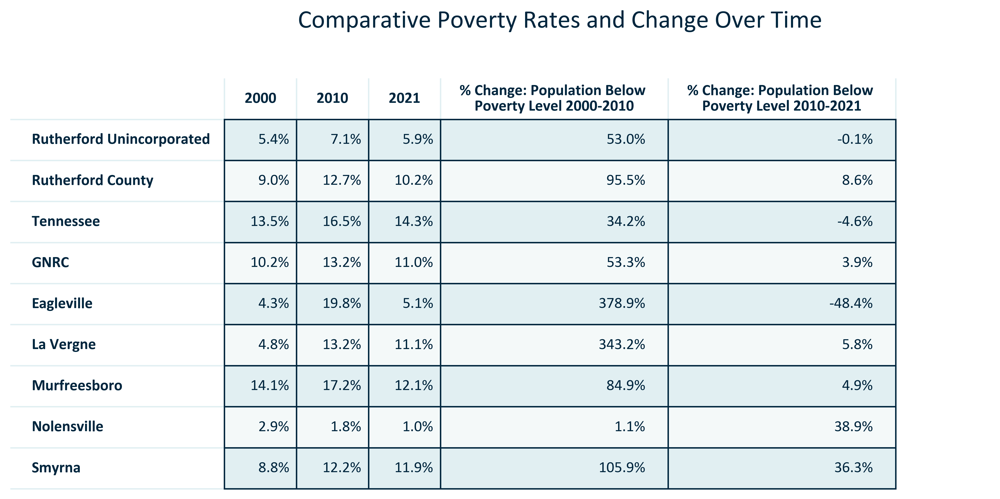 Comparative Poverty Rates and Change Over Time
2000 2010 2021 % Change: Population Below Poverty Level 2000-2010 % Change: Population Below Poverty Level 2010-2021
Rutherford Unincorporated 5.4% 7.1% 5.9% 53.0% -0.1%
Rutherford County 9.0% 12.7% 10.2% 95.5% 8.6%
Tennessee 13.5% 16.5% 14.3% 34.2% -4.6%
GNRC 10.2% 13.2% 11.0% 53.3% 3.9%
Eagleville 4.3% 19.8% 5.1% 378.9% -48.4%
La Vergne 4.8% 13.2% 11.1% 343.2% 5.8%
Murfreesboro 14.1% 17.2% 12.1% 84.9% 4.9%
Nolensville 2.9% 1.8% 1.0% 1.1% 38.9%
Smyrna 8.8% 12.2% 11.9% 105.9% 36.3%